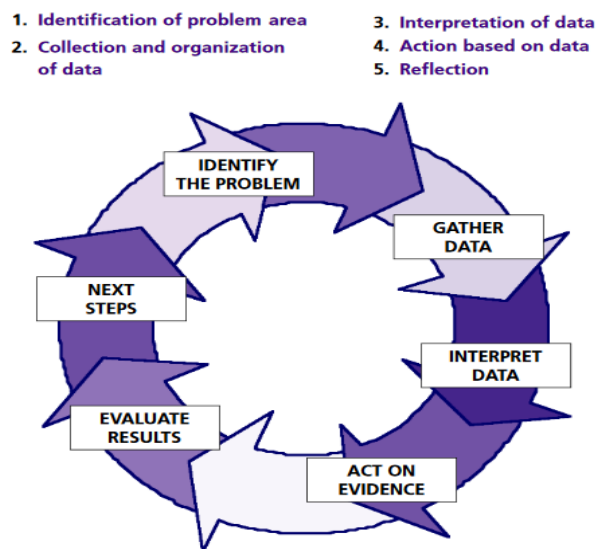 1. Identification of problem area
2. Collection and organization
of data
3. Interpretation of data
4. Action based on data
5. Reflection
IDENTIFY
THE PROBLEM
GATHER
DATA
INTERPRET
DATA
ACT ON
EVIDENCE
EVALUATE
RESULTS
NEXT
STEPS